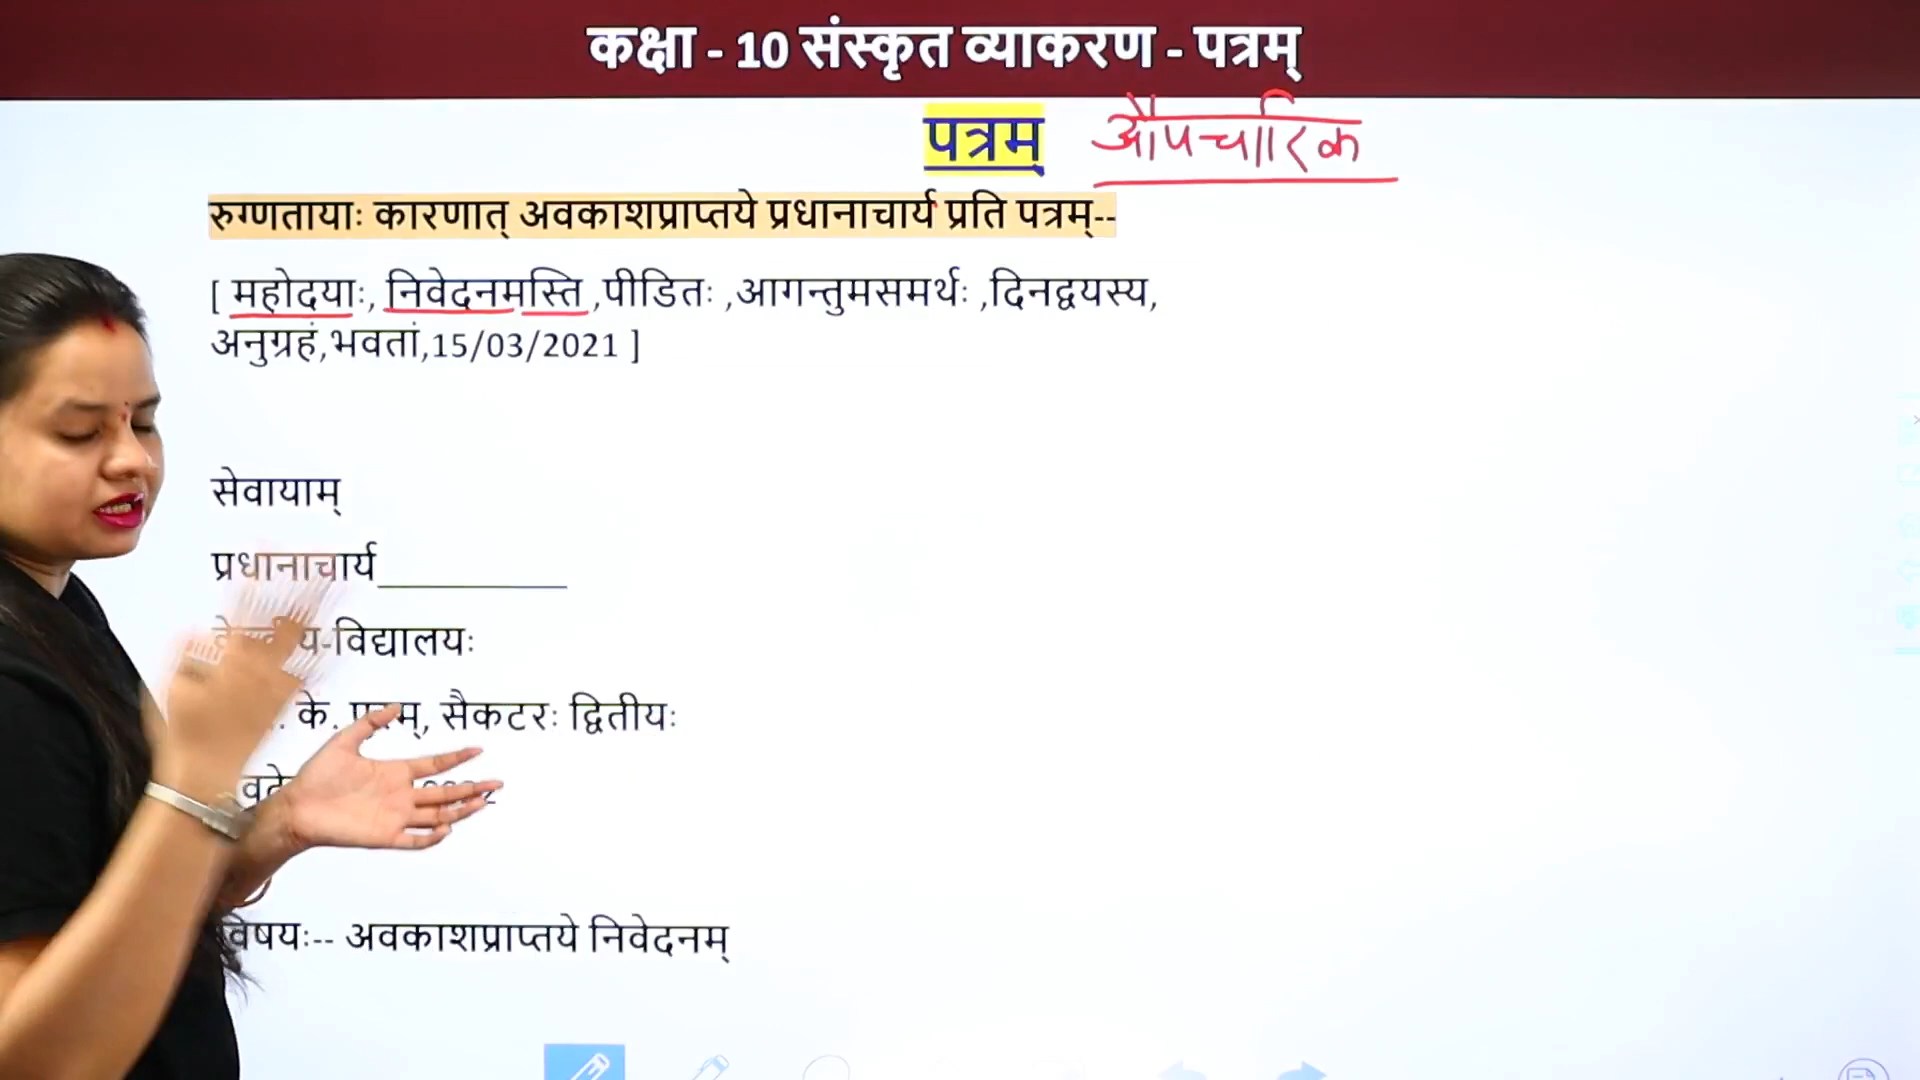 कक्षा - 10 संस्कृत व्याकरण - पत्रम्
पत्रम् औपचारिक
रुग्णतायाः कारणात् अवकाशप्राप्तये प्रधानाचार्य प्रति पत्रम्--
[ महोदयाः, निवेदनमस्ति ,पीडितः ,आगन्तुमसमर्थः ,दिनद्वयस्य,
अनुग्रहं,भवतां,15/03/2021 ]
सेवायाम्
प्रधानाचार्य__________
-विद्यालयः
के. पुरम्, सैकटरः द्वितीयः
विषयः-- अवकाशप्राप्तये निवेदनम्